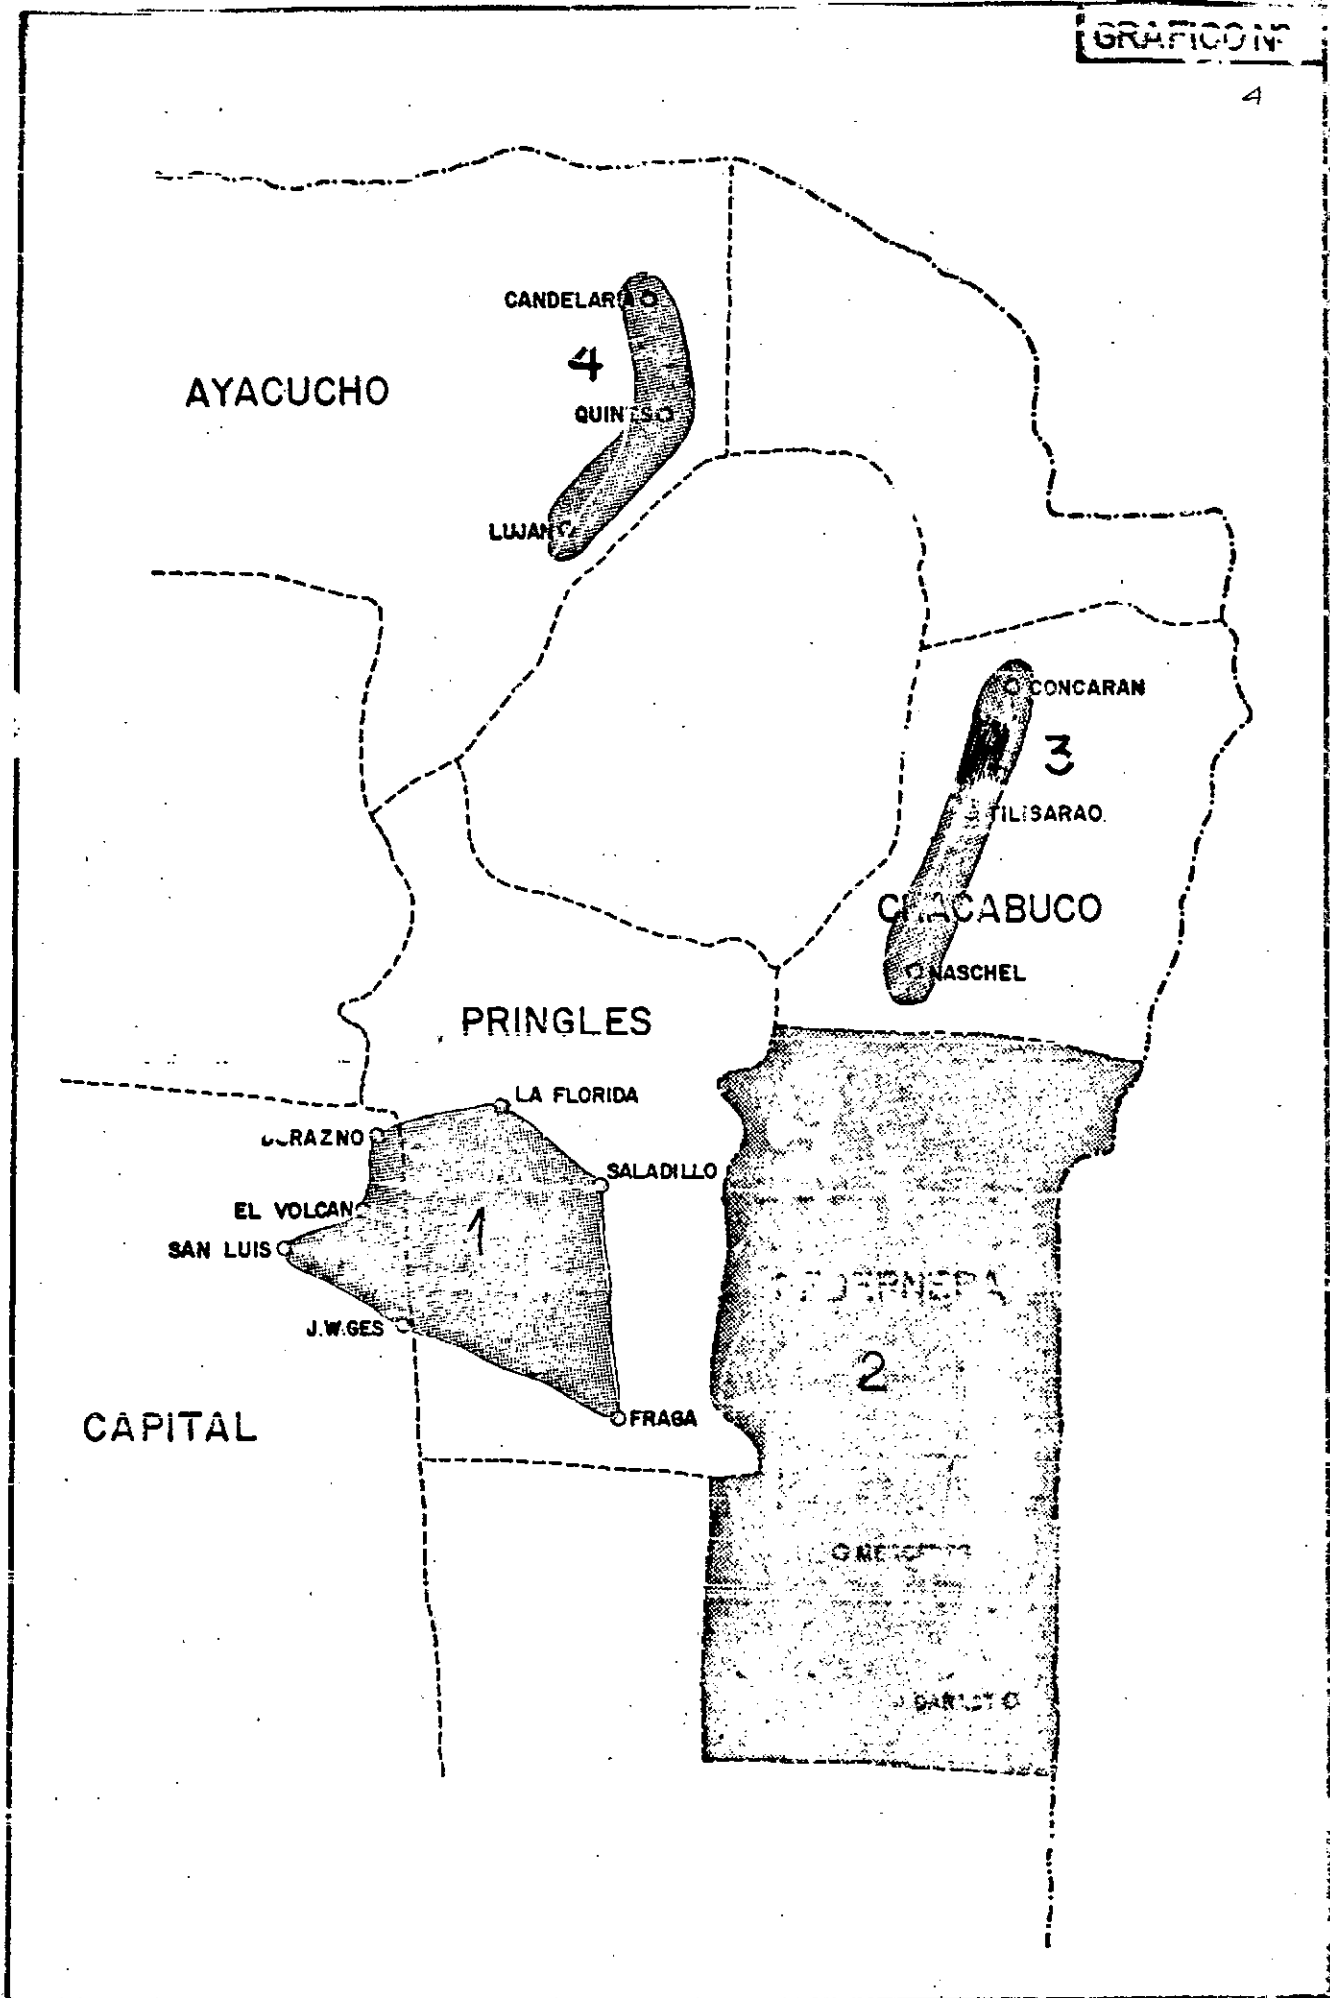 GRAFICO Nº
4
CANDELARIA
4
AYACUCHO
QUINES
LUJAN
CONCARAN
3
TILISARAO
CHACABUCO
NASCHEL
PRINGLES
LA FLORIDA
DURAZNO
SALADILLO
EL VOLCAN
1
SAN LUIS
J.W.GES
2
CAPITAL
FRAGA